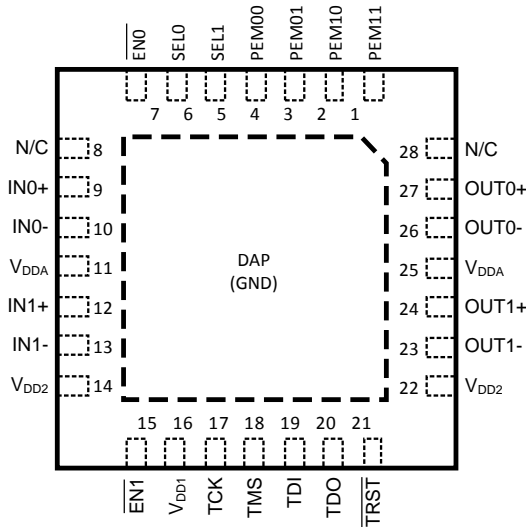 EN0 SEL0 SEL1 PEM00 PEM01 PEM10 PEM11
7 6 5 4 3 2 1
N/C 8 28 N/C
IN0+ 9 27 OUT0+
IN0- 10 26 OUT0-
DAP
VDDA 11 25 VDDA
(GND)
IN1+ 12 24 OUT1+
IN1- 13 23 OUT1-
VDD2 14 22 VDD2
15 16 17 18 19 20 21
EN1 VDD1 TCK TMS TDI TDO TRST